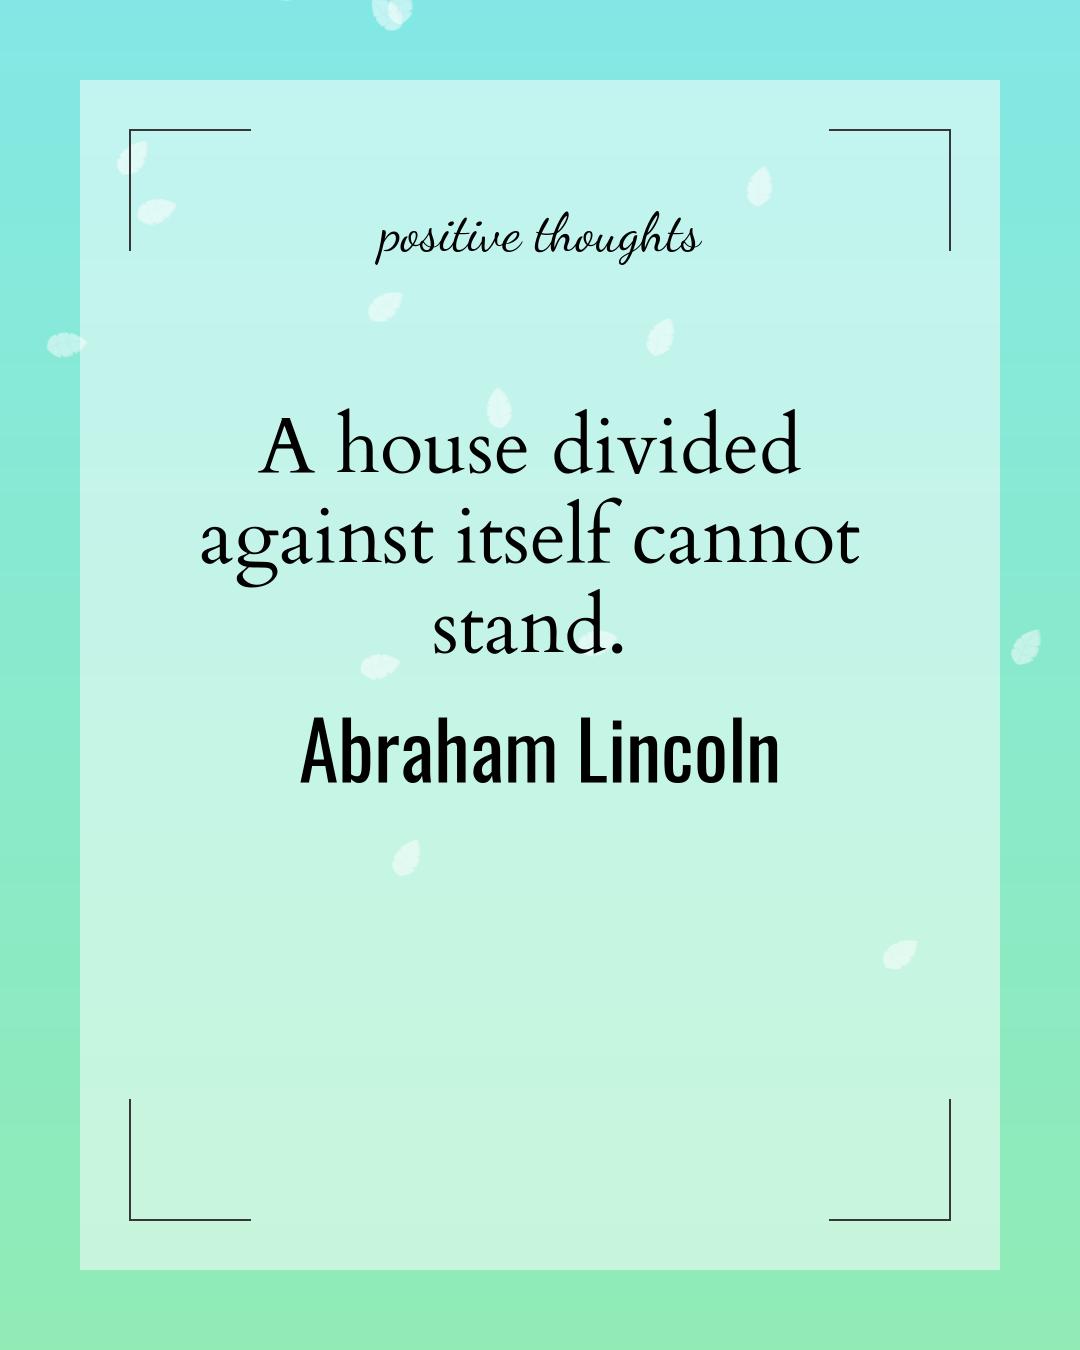 positive thoughts
A house divided
against itself cannot
stand.
Abraham Lincoln